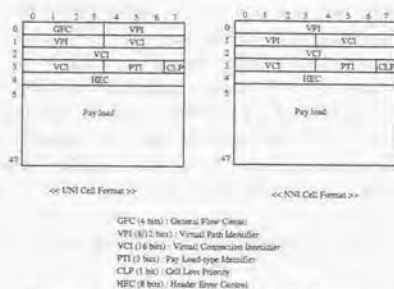 0 1 2 3 4 5 6 7
0 GFC VPI
1 VPI VCI
2 VCI
3 VCI PTI CLP
4 HEC
5
Pay load
47
<< UNI Cell Format >>
0 1 2 3 4 5 6 7
0 VPI
1 VPI VCI
2 VCI
3 VCI PTI CLP
4 HEC
5
Pay load
47
<< NNI Cell Format >>
GFC (4 bits) : General Flow Control
VPI (8/12 bits) : Virtual Path Identifier
VCI (16 bits) : Virtual Connection Identifier
PTI (3 bits) : Pay Load-type Identifier
CLP (1 bit) : Cell Loss Priority
HEC (8 bits) : Header Error Control